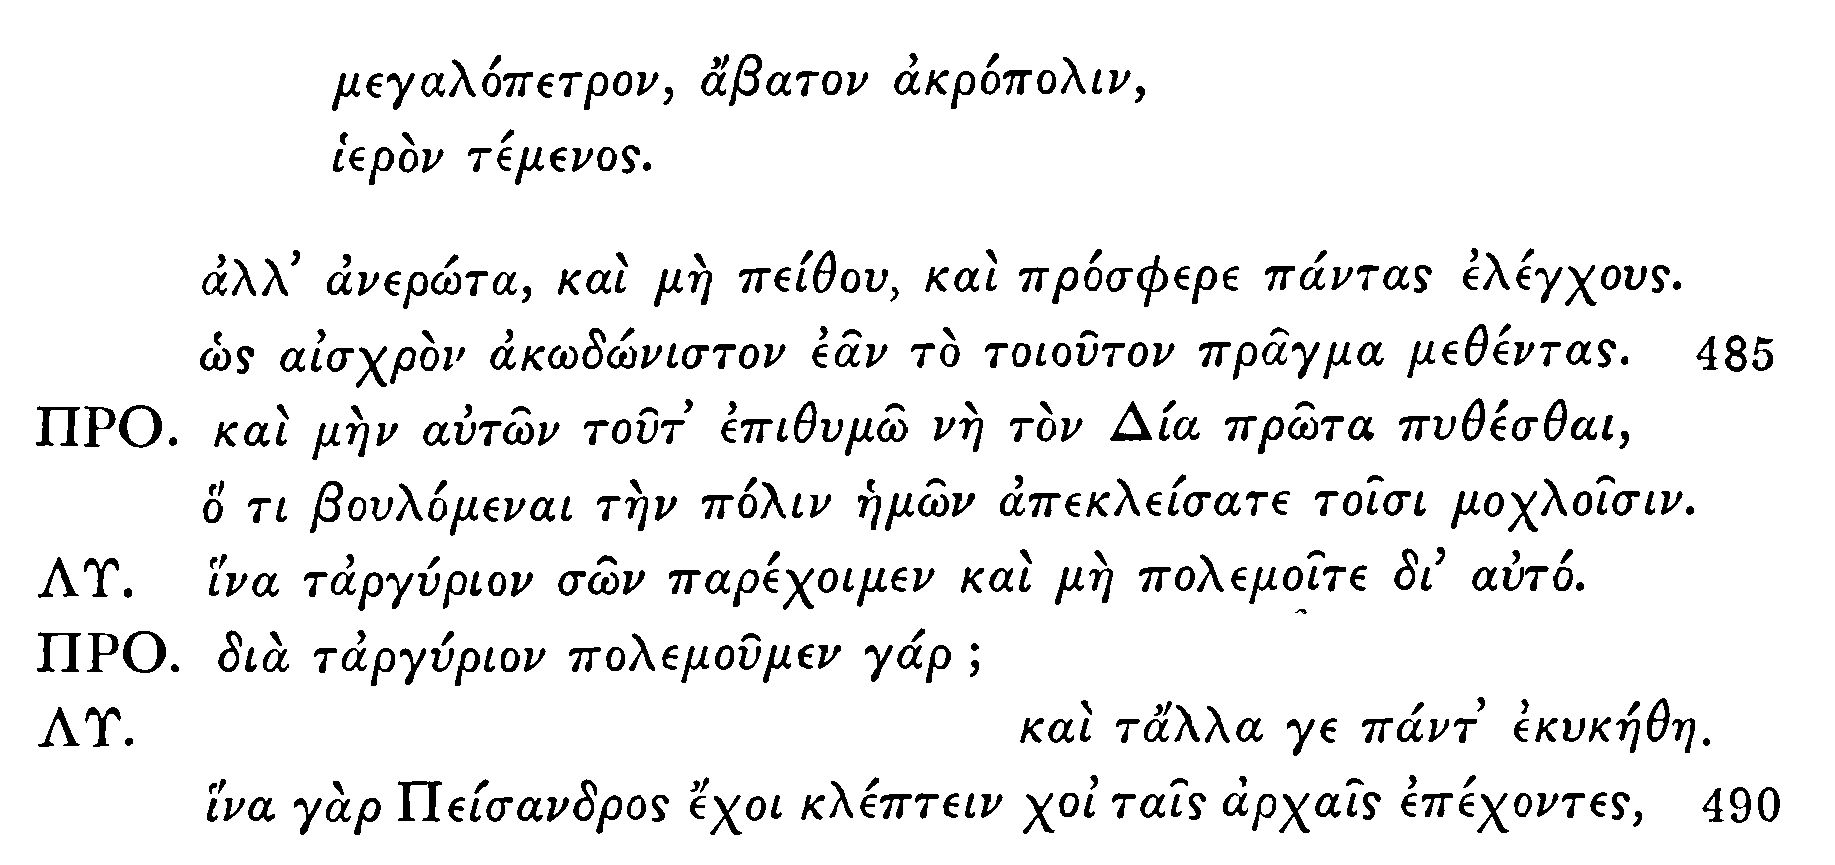 μεγαλόπετρον, ἄβατον ἀκρόπολιν,
ἱερὸν τέμενος.
ἀλλ’ ἀνερώτα, καὶ μὴ πείθου, καὶ πρόσφερε πάντας ἐλέγχους.
ὡς αἰσχρὸν ἀκωδώνιστον ἐᾶν τὸ τοιοῦτον πρᾶγμα μεθέντας. 485
ΠΡΟ. καὶ μὴν αὐτῶν τοῦτ’ ἐπιθυμῶ νὴ τὸν Δία πρῶτα πυθέσθαι,
ὅ τι βουλόμεναι τὴν πόλιν ἡμῶν ἀπεκλείσατε τοῖσι μοχλοῖσιν.
ΛΥ. ἵνα τἀργύριον σῶν παρέχοιμεν καὶ μὴ πολεμοῖτε δι’ αὐτό.
ΠΡΟ. διὰ τἀργύριον πολεμοῦμεν γάρ ;
ΛΥ. καὶ τἄλλα γε πάντ’ ἐκυκήθη.
ἵνα γὰρ Πείσανδρος ἔχοι κλέπτειν χοἰ ταῖς ἀρχαῖς ἐπέχοντες, 490